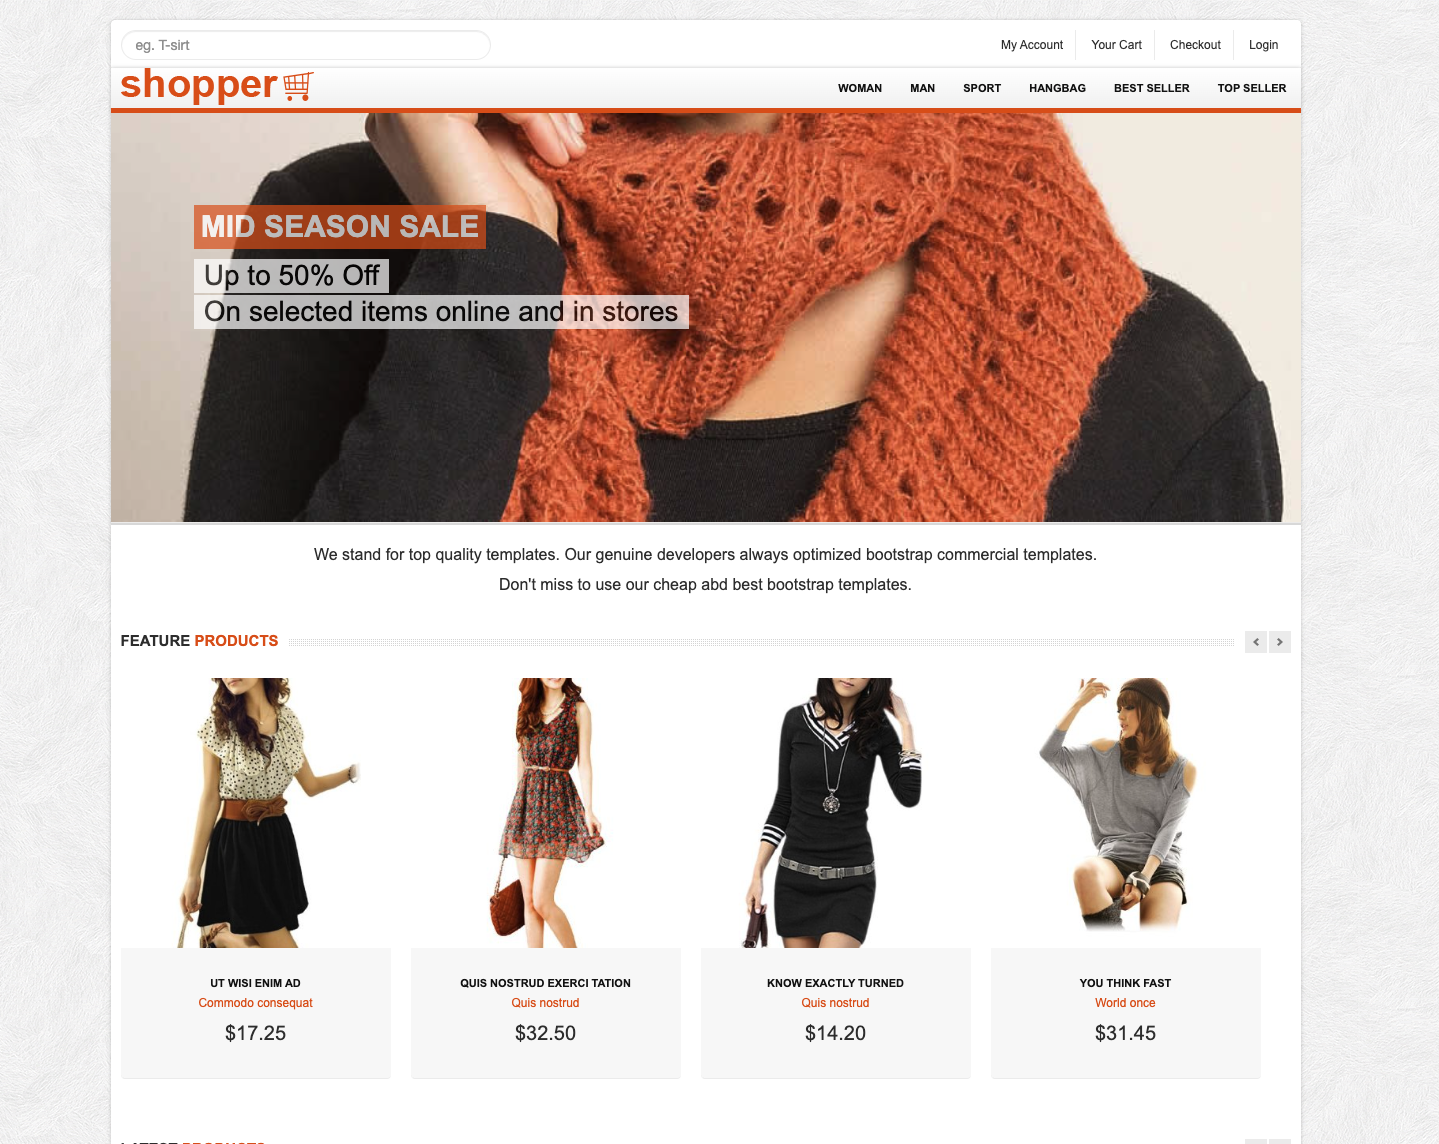 eg. T-sirt
My Account
Your Cart
Checkout
Login
shopper
WOMAN
MAN
SPORT
HANGBAG
BEST SELLER
TOP SELLER
MID SEASON SALE
Up to 50% Off
On selected items online and in stores
We stand for top quality templates. Our genuine developers always optimized bootstrap commercial templates.
Don't miss to use our cheap abd best bootstrap templates.
FEATURE PRODUCTS
UT WISI ENIM AD
Commodo consequat
$17.25
QUIS NOSTRUD EXERCI TATION
Quis nostrud
$32.50
KNOW EXACTLY TURNED
Quis nostrud
$14.20
YOU THINK FAST
World once
$31.45